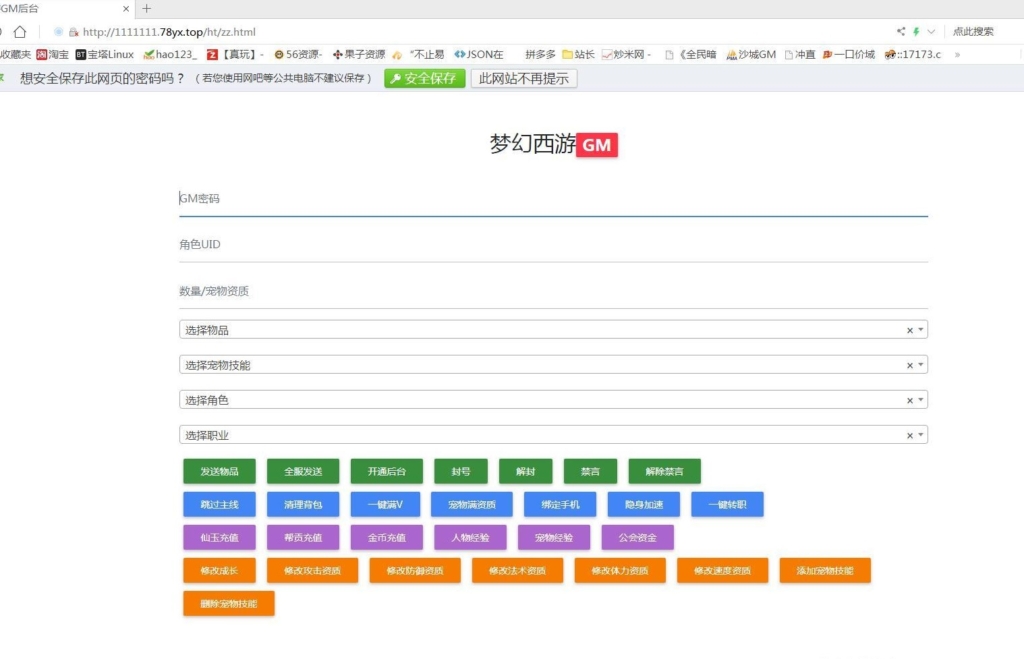 GM后台 × +
http://1111111.78yx.top/ht/zz.html 点此搜索
收藏夹 淘宝 宝塔Linux hao123_ 【真玩】- 56资源- 果子资源 “不止易 JSON在 拼多多 站长 炒米网 - 《全民暗 沙城GM 冲直 一口价域 ::17173.c »
想安全保存此网页的密码吗？（若您使用网吧等公共电脑不建议保存） 安全保存 此网站不再提示
梦幻西游GM
GM密码
角色UID
数量/宠物资质
选择物品 ×
选择宠物技能 ×
选择角色 ×
选择职业 ×
发送物品 全服发送 开通后台 封号 解封 禁言 解除禁言
跳过主线 清理背包 一键满V 宠物满资质 绑定手机 隐身加速 一键转职
仙玉充值 帮贡充值 金币充值 人物经验 宠物经验 公会资金
修改成长 修改攻击资质 修改防御资质 修改法术资质 修改体力资质 修改速度资质 添加宠物技能
删除宠物技能